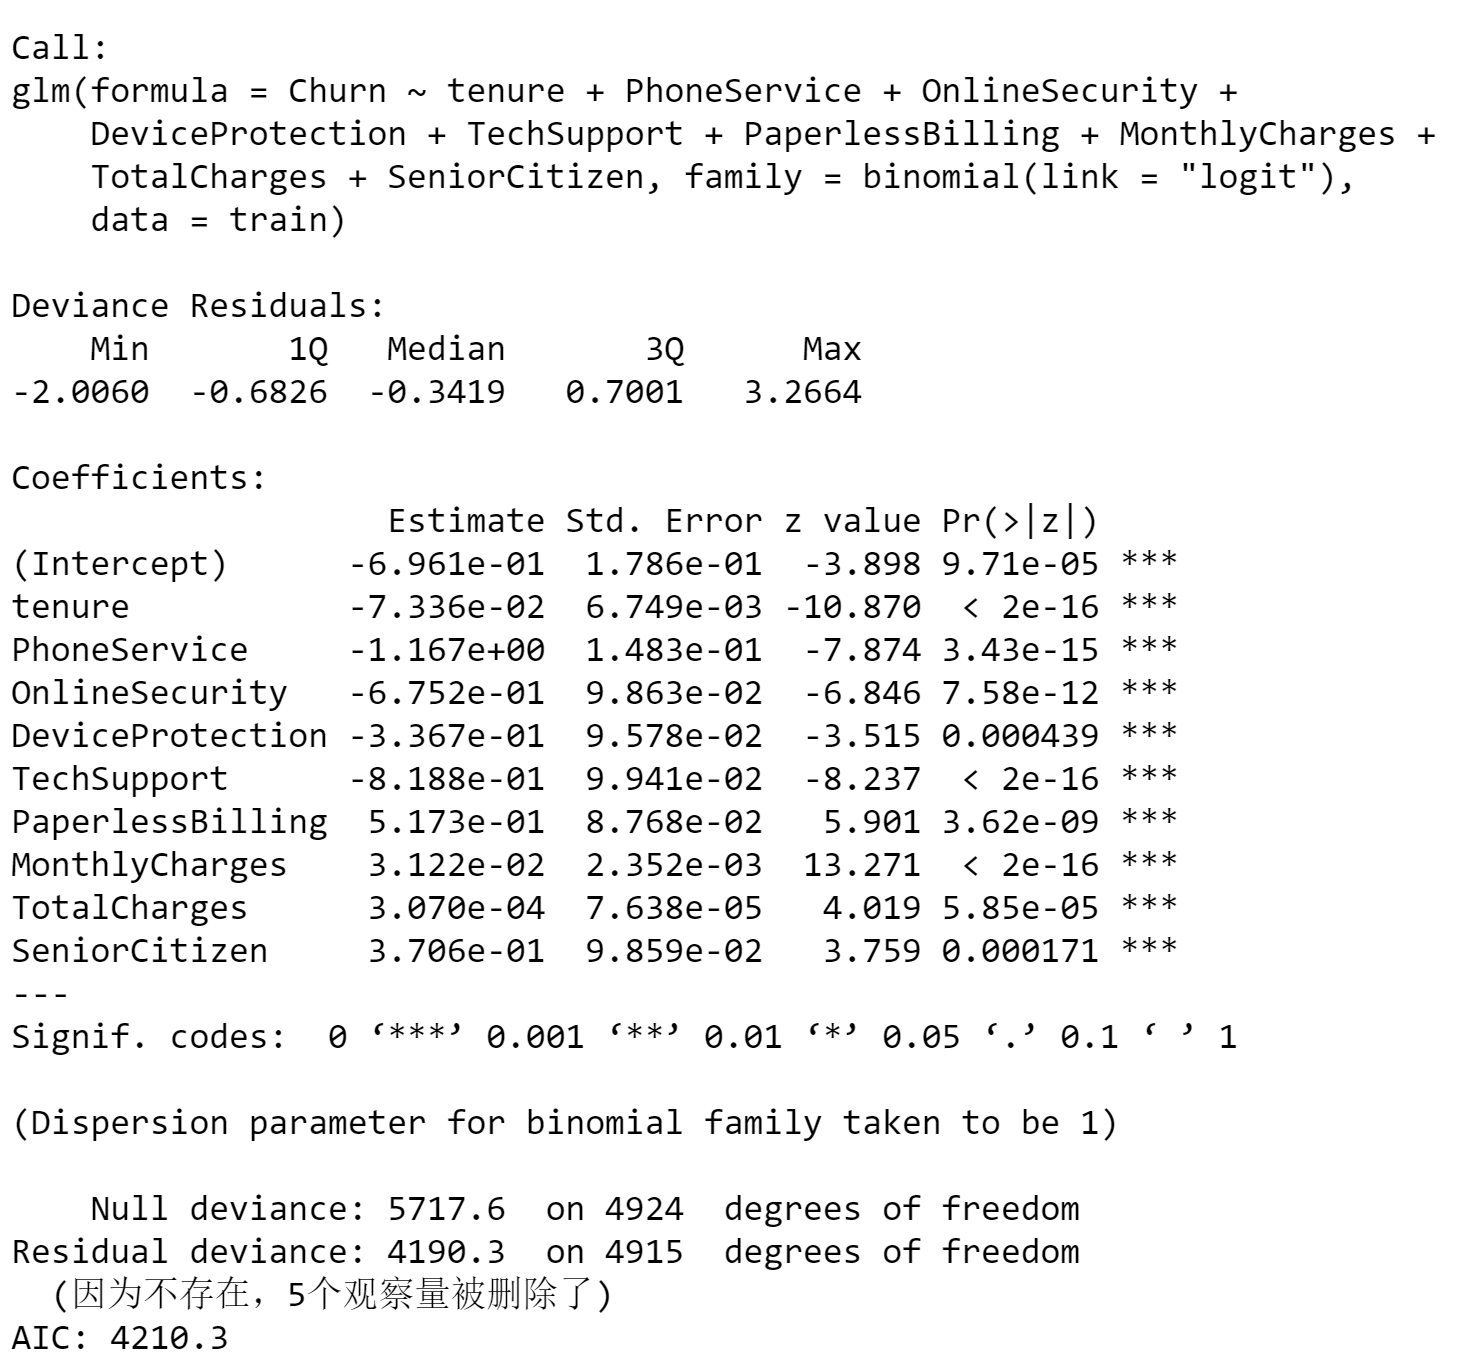 Call:
glm(formula = Churn ~ tenure + PhoneService + OnlineSecurity +
    DeviceProtection + TechSupport + PaperlessBilling + MonthlyCharges +
    TotalCharges + SeniorCitizen, family = binomial(link = "logit"),
    data = train)

Deviance Residuals:
    Min       1Q   Median       3Q      Max
-2.0060  -0.6826  -0.3419   0.7001   3.2664

Coefficients:
                   Estimate Std. Error z value Pr(>|z|)
(Intercept)      -6.961e-01  1.786e-01  -3.898 9.71e-05 ***
tenure           -7.336e-02  6.749e-03 -10.870  < 2e-16 ***
PhoneService     -1.167e+00  1.483e-01  -7.874 3.43e-15 ***
OnlineSecurity   -6.752e-01  9.863e-02  -6.846 7.58e-12 ***
DeviceProtection -3.367e-01  9.578e-02  -3.515 0.000439 ***
TechSupport      -8.188e-01  9.941e-02  -8.237  < 2e-16 ***
PaperlessBilling  5.173e-01  8.768e-02   5.901 3.62e-09 ***
MonthlyCharges    3.122e-02  2.352e-03  13.271  < 2e-16 ***
TotalCharges      3.070e-04  7.638e-05   4.019 5.85e-05 ***
SeniorCitizen     3.706e-01  9.859e-02   3.759 0.000171 ***
---
Signif. codes:  0 ‘***’ 0.001 ‘**’ 0.01 ‘*’ 0.05 ‘.’ 0.1 ‘ ’ 1

(Dispersion parameter for binomial family taken to be 1)

    Null deviance: 5717.6  on 4924  degrees of freedom
Residual deviance: 4190.3  on 4915  degrees of freedom
  (因为不存在，5个观察量被删除了)
AIC: 4210.3